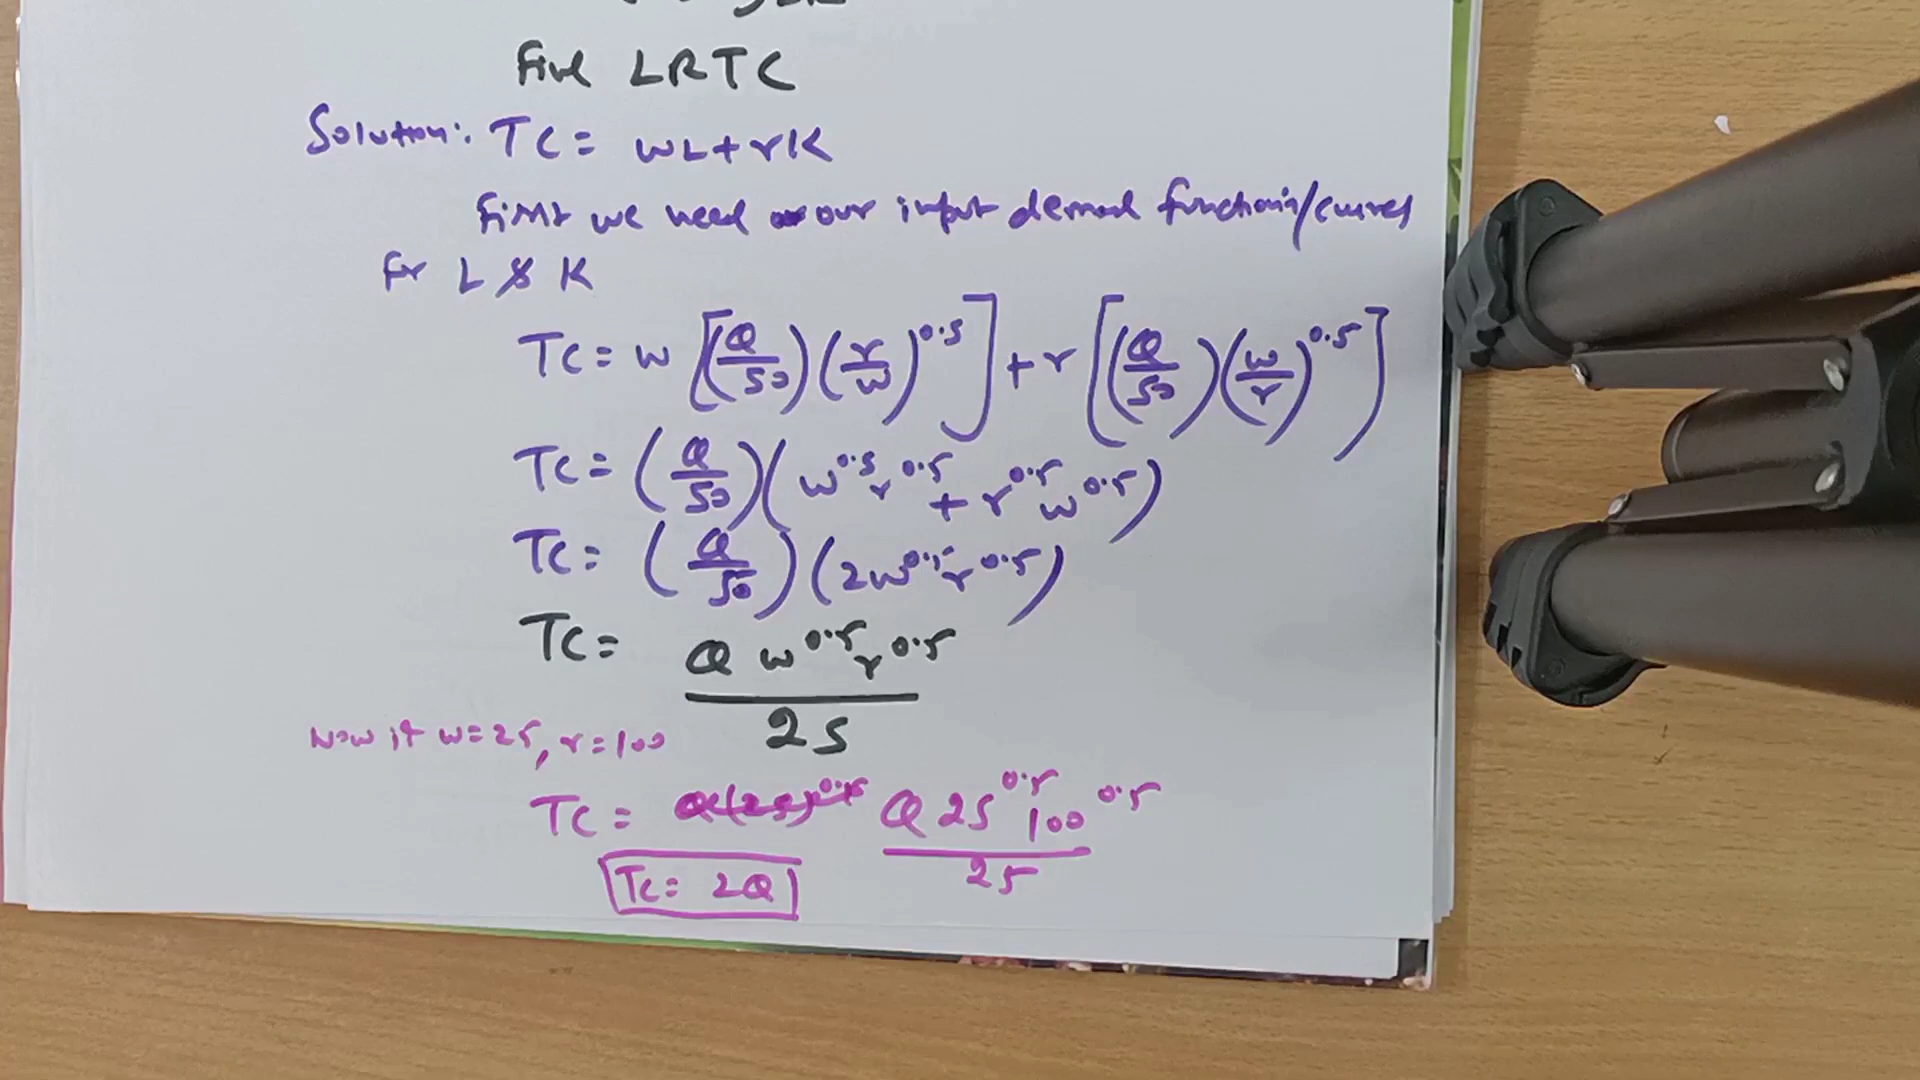 Find LRTC
Solution: TC = wL+rK
First we need our input demand functions/curves
for L & K
TC = w [(Q/50)(r/w)^0.5] + r [(Q/50)(w/r)^0.5]
TC = (Q/50)(w^0.5 r^0.5 + r^0.5 w^0.5)
TC = (Q/50)(2w^0.5 r^0.5)
TC = Q w^0.5 r^0.5 / 25
Now if w=25, r=100
TC = Q 25^0.5 100^0.5 / 25
TC = 2Q